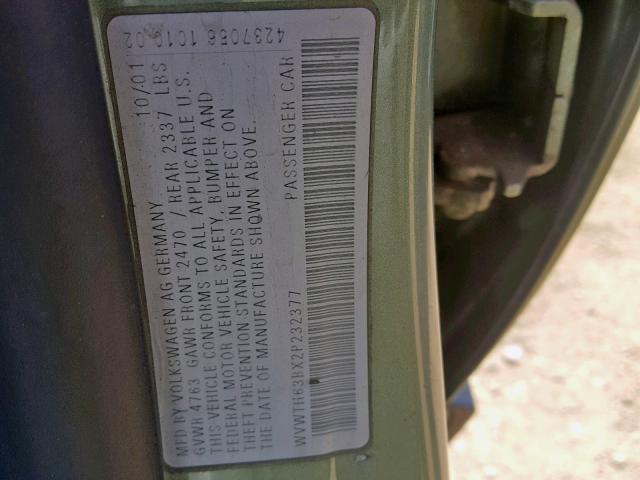 MFD BY VOLKSWAGEN AG GERMANY 10/01
GVWR 4763 GAWR FRONT 2470 / REAR 2337 LBS
THIS VEHICLE CONFORMS TO ALL APPLICABLE U.S.
FEDERAL MOTOR VEHICLE SAFETY, BUMPER AND
THEFT PREVENTION STANDARDS IN EFFECT ON
THE DATE OF MANUFACTURE SHOWN ABOVE.
WVWTH63BX2P232377 PASSENGER CAR
4237056 101002